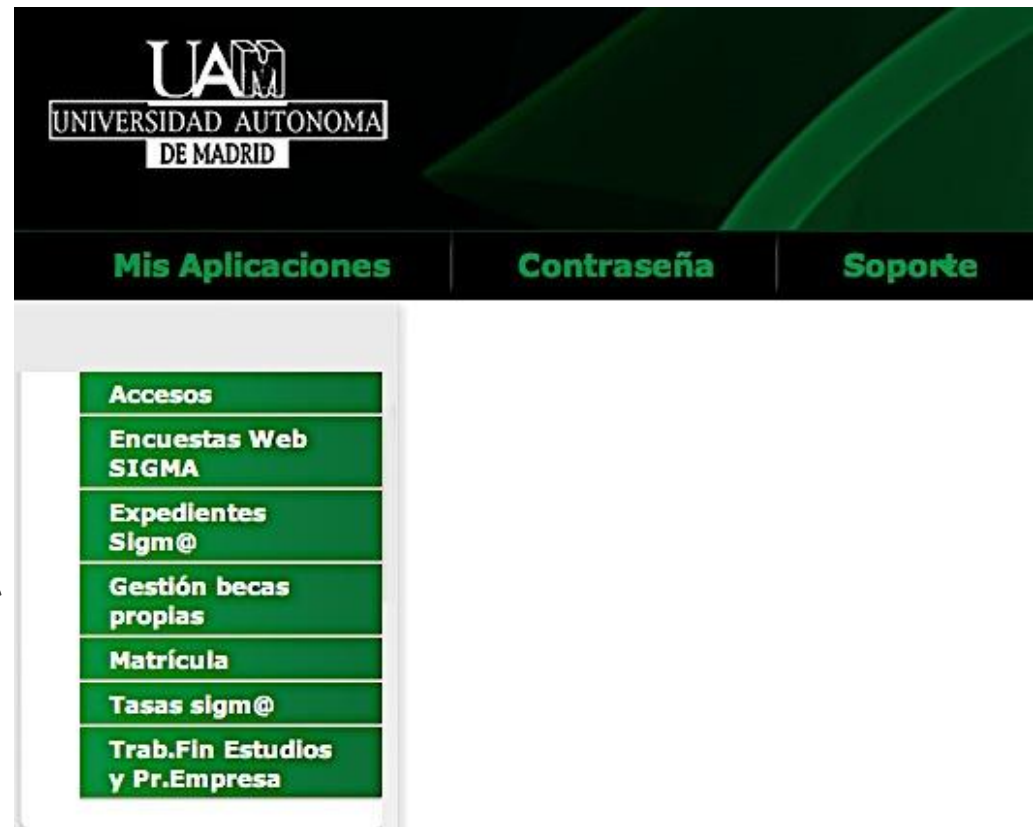 UAM
UNIVERSIDAD AUTONOMA
DE MADRID
Mis Aplicaciones
Contraseña
Soporte
Accesos
Encuestas Web
SIGMA
Expedientes
Sigm@
Gestión becas
propias
Matrícula
Tasas sigm@
Trab.Fin Estudios
y Pr.Empresa